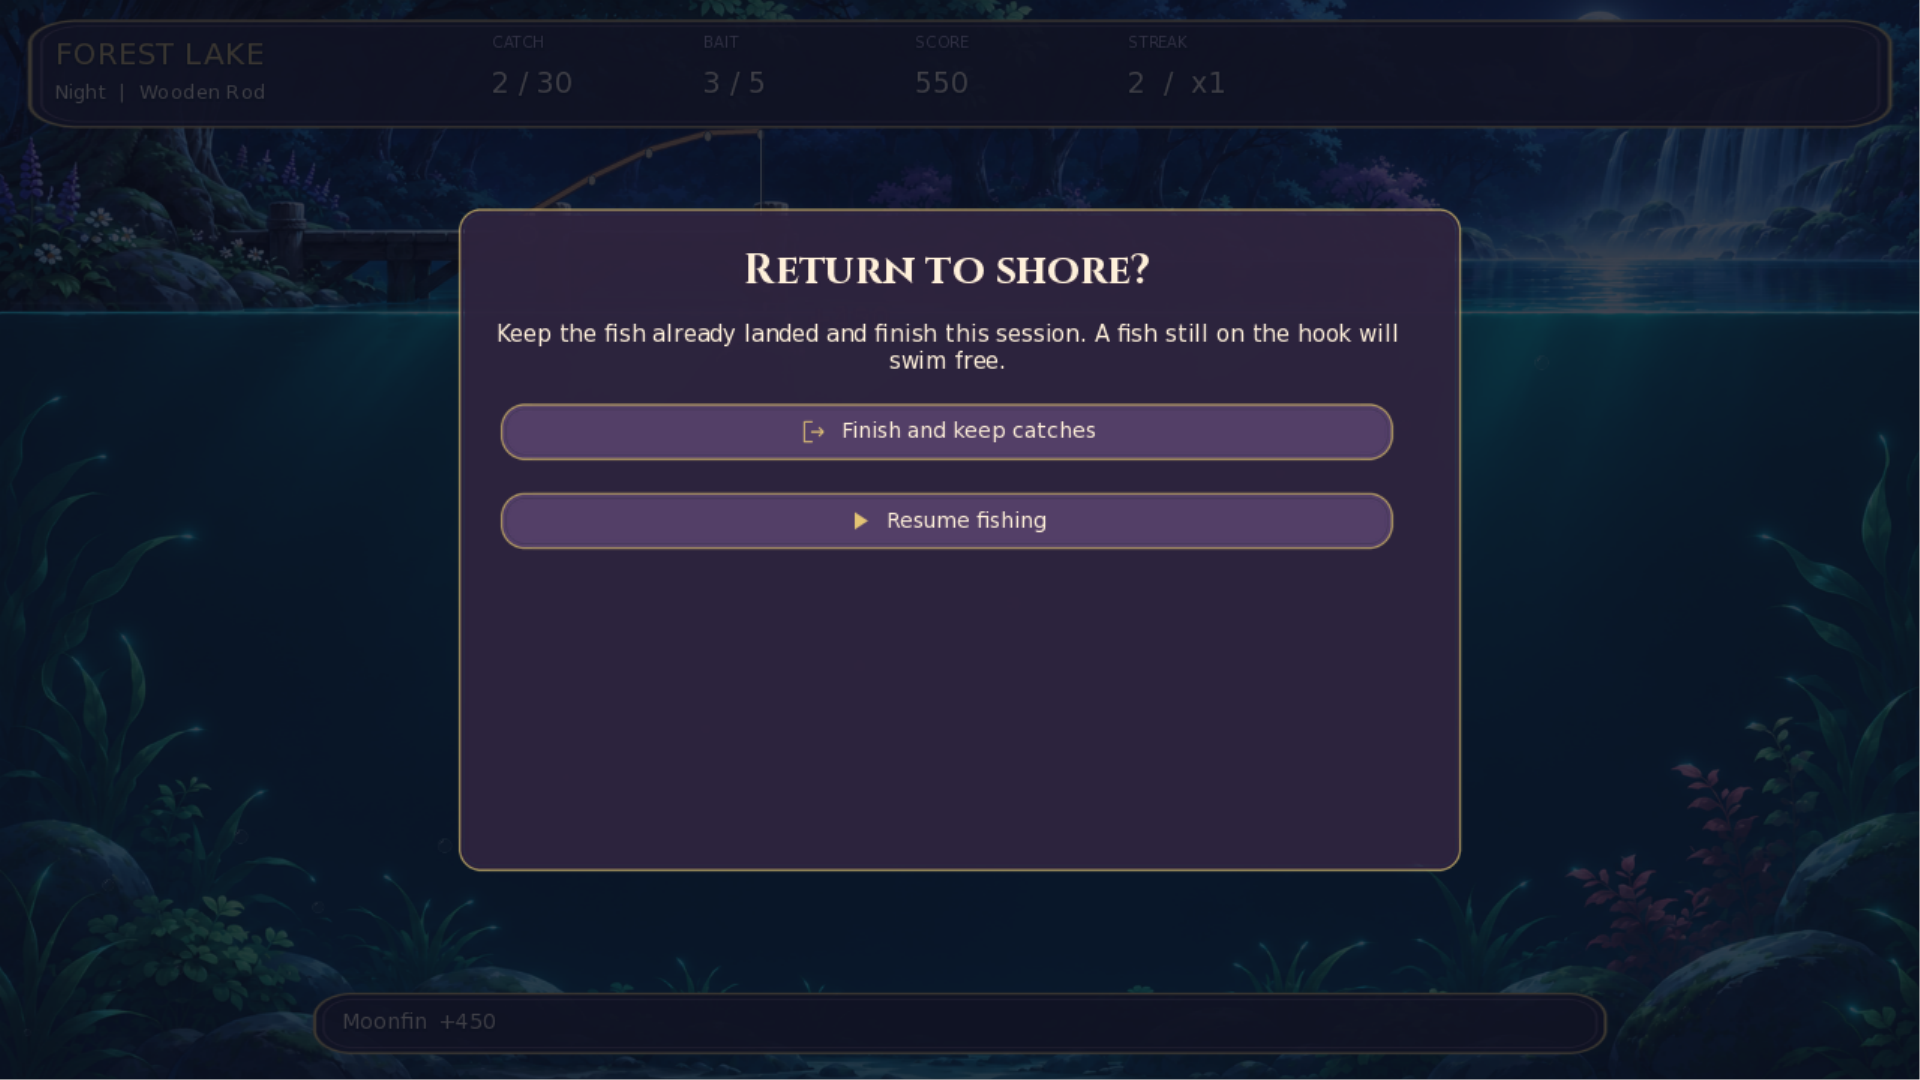 FOREST LAKE
Night | Wooden Rod
CATCH
2 / 30
BAIT
3 / 5
SCORE
550
STREAK
2 / x1
Return to shore?
Keep the fish already landed and finish this session. A fish still on the hook will
swim free.
Finish and keep catches
Resume fishing
Moonfin +450